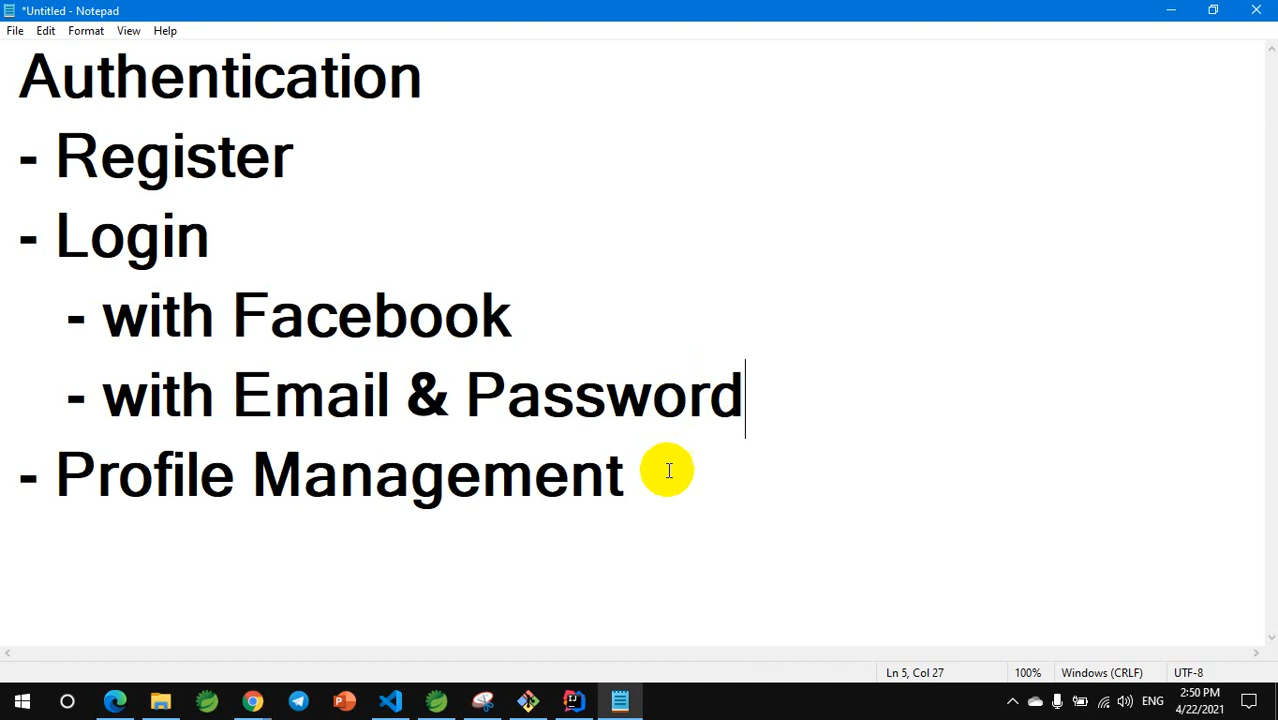 *Untitled - Notepad
File Edit Format View Help
Authentication
- Register
- Login
- with Facebook
- with Email & Password
- Profile Management
Ln 5, Col 27 100% Windows (CRLF) UTF-8
ENG
2:50 PM
4/22/2021